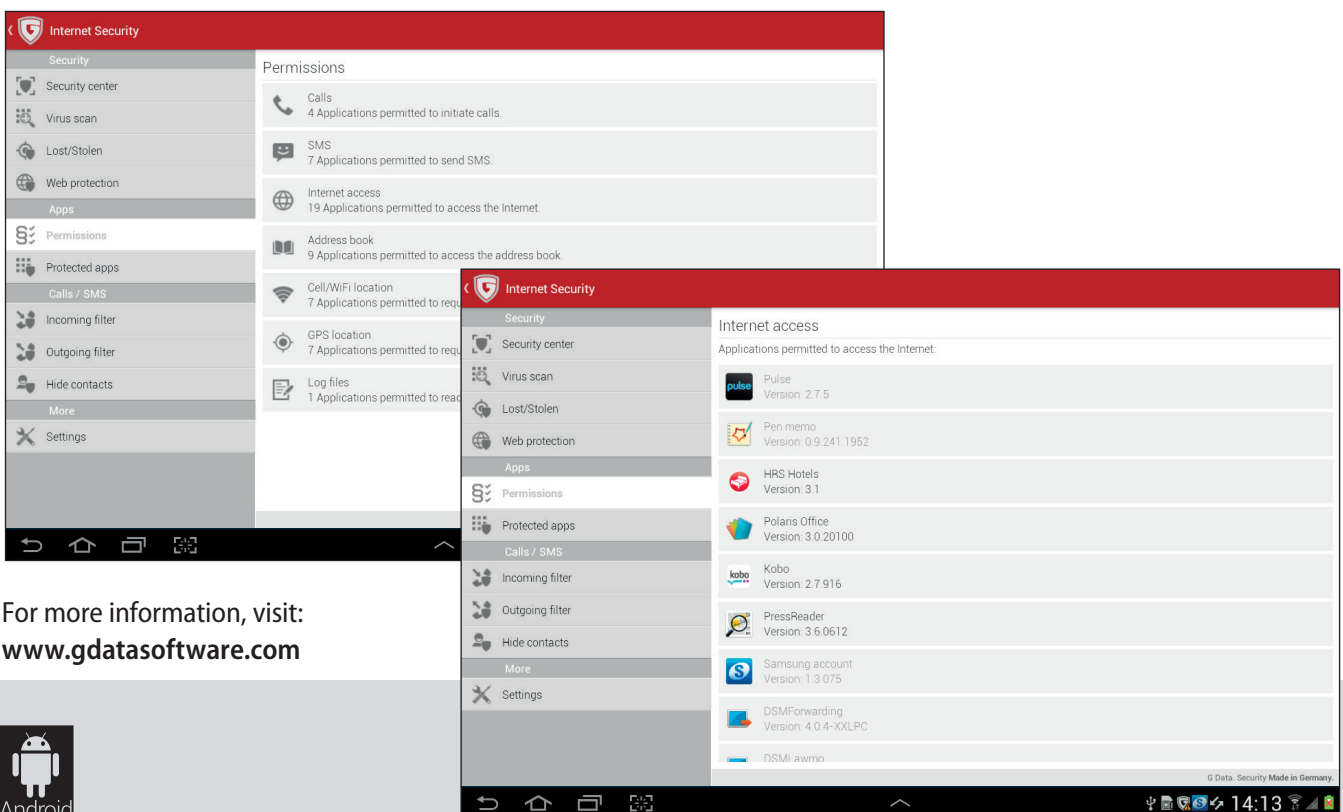 Internet Security
Security
Security center
Virus scan
Lost/Stolen
Web protection
Apps
Permissions
Protected apps
Calls / SMS
Incoming filter
Outgoing filter
Hide contacts
More
Settings
Permissions
Calls
4 Applications permitted to initiate calls.
SMS
7 Applications permitted to send SMS.
Internet access
19 Applications permitted to access the Internet.
Address book
9 Applications permitted to access the address book
Cell/WiFi location
7 Applications permitted to requ
GPS location
7 Applications permitted to requ
Log files
1 Applications permitted to read
Internet Security
Security
Security center
Virus scan
Lost/Stolen
Web protection
Apps
Permissions
Protected apps
Calls / SMS
Incoming filter
Outgoing filter
Hide contacts
More
Settings
Internet access
Applications permitted to access the Internet:
pulse
Pulse
Version: 2.7.5
Pen memo
Version: 0.9.241.1952
HRS Hotels
Version: 3.1
Polaris Office
Version: 3.0.20100
kobo
Kobo
Version: 2.7.916
PressReader
Version: 3.6.0612
Samsung account
Version: 1.3.075
DSMForwarding
Version: 4.0.4-XXLPC
DSMLawmo
G Data. Security Made in Germany.
14:13
For more information, visit:
www.gdatasoftware.com
Android